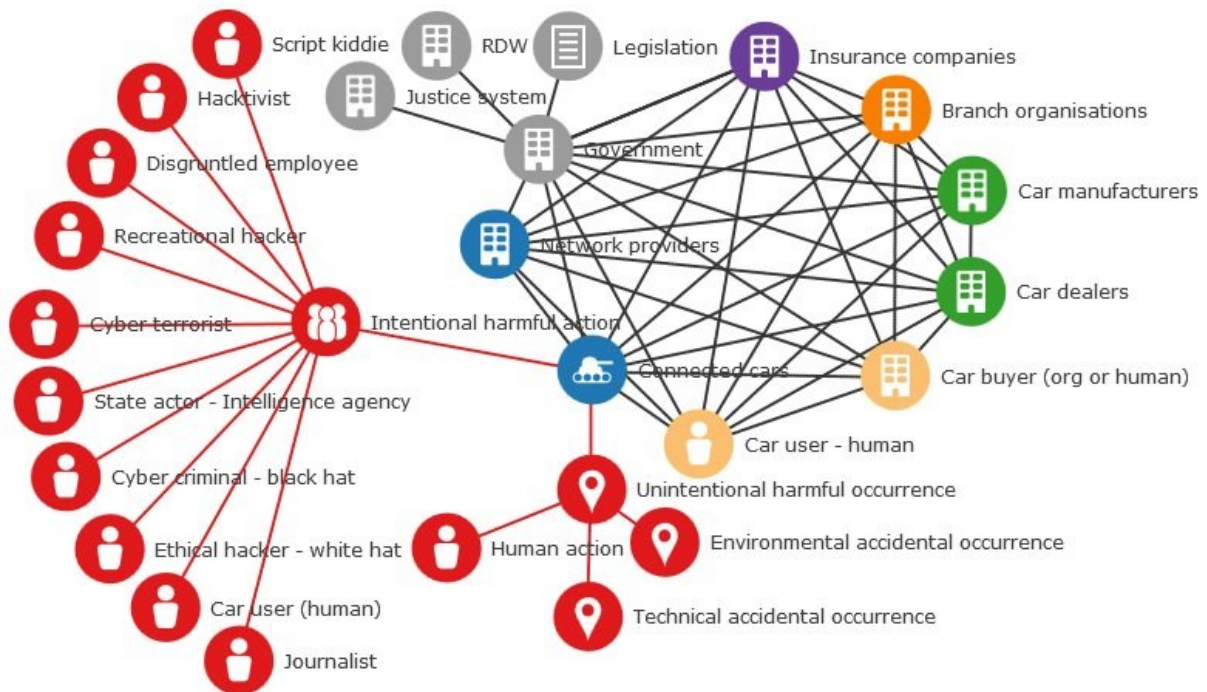 Script kiddie
RDW
Legislation
Insurance companies
Hacktivist
Justice system
Branch organisations
Disgruntled employee
Government
Car manufacturers
Recreational hacker
Network providers
Car dealers
Cyber terrorist
Intentional harmful action
Connected cars
Car buyer (org or human)
State actor - Intelligence agency
Car user - human
Cyber criminal - black hat
Unintentional harmful occurrence
Ethical hacker - white hat
Human action
Environmental accidental occurrence
Car user (human)
Technical accidental occurrence
Journalist